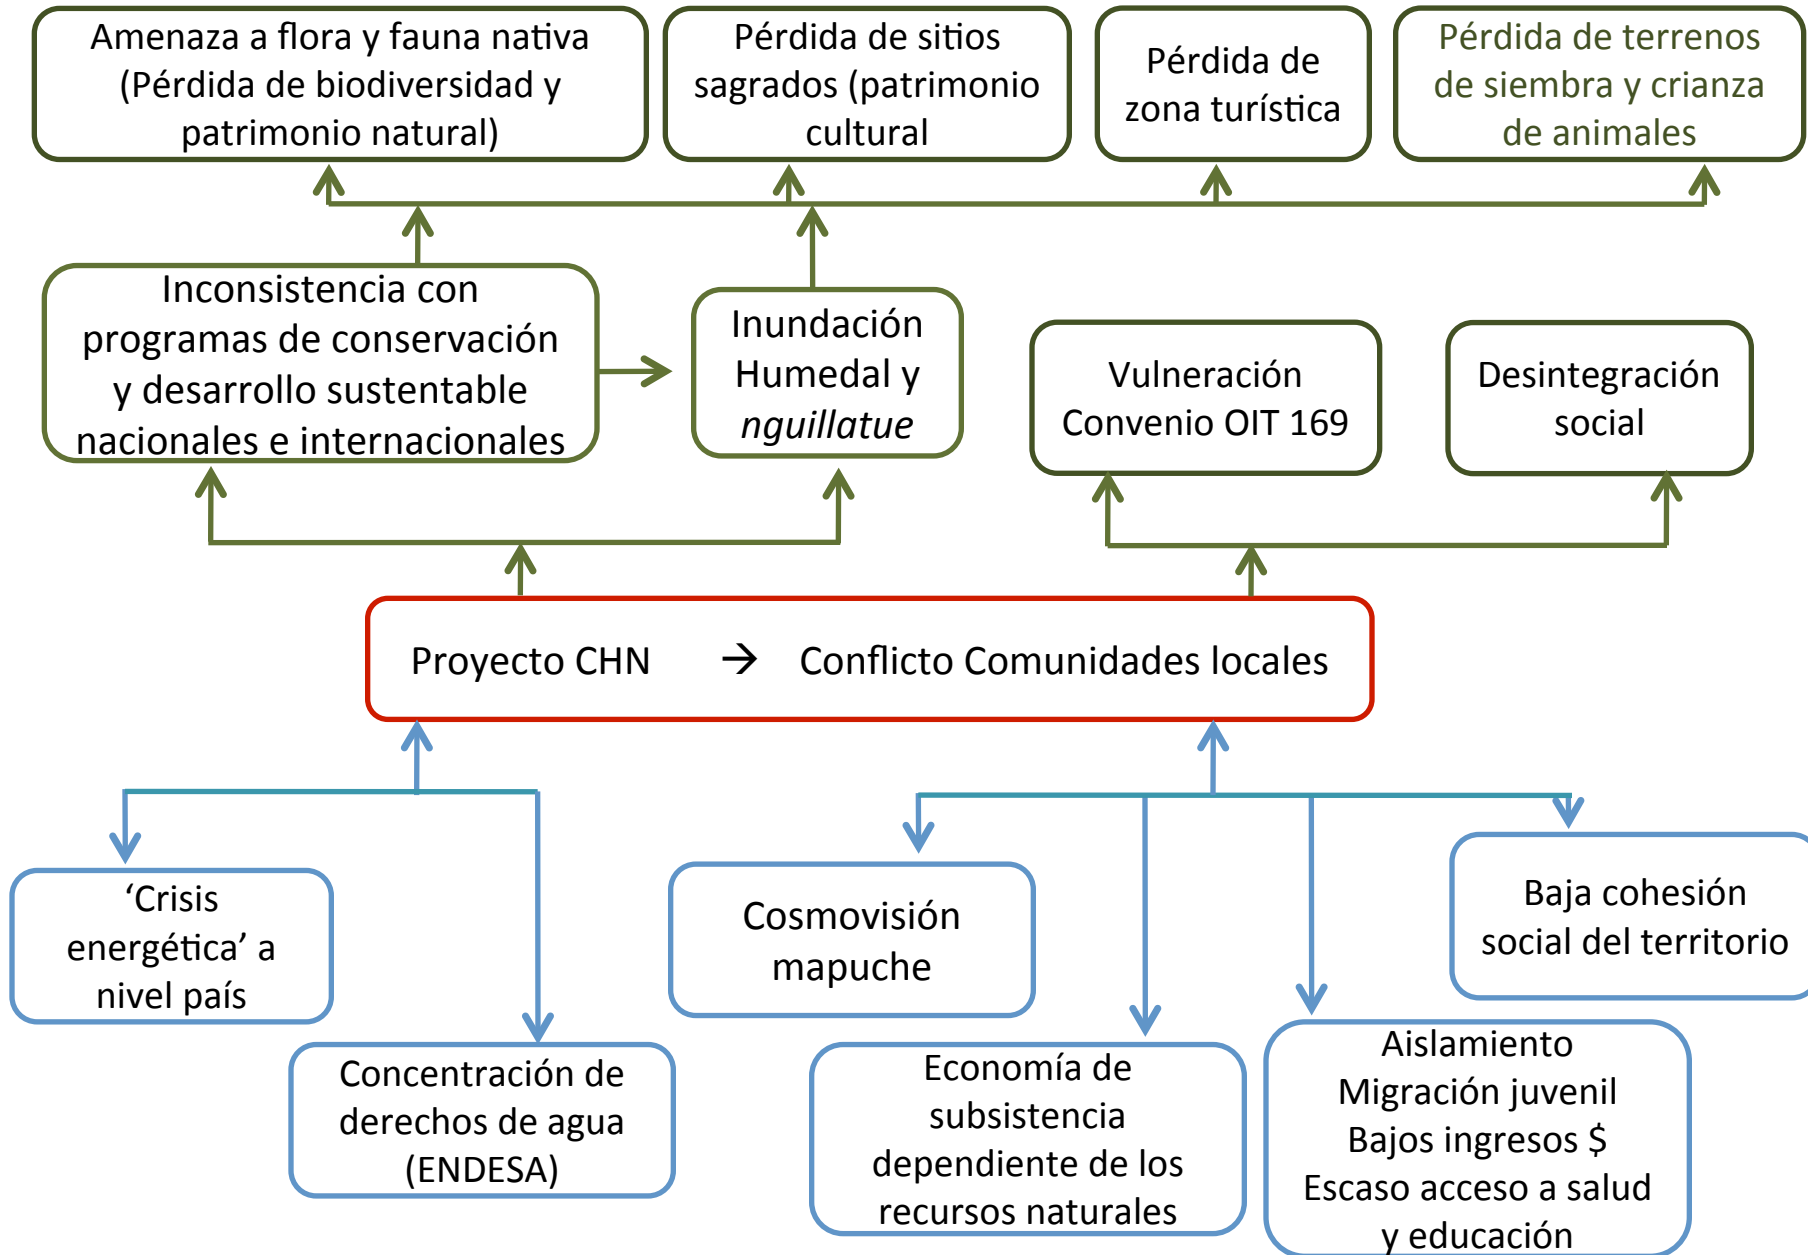 Amenaza a flora y fauna nativa
(Pérdida de biodiversidad y
patrimonio natural)
Pérdida de sitios
sagrados (patrimonio
cultural
Pérdida de
zona turística
Pérdida de terrenos
de siembra y crianza
de animales
Inconsistencia con
programas de conservación
y desarrollo sustentable
nacionales e internacionales
Inundación
Humedal y
nguillatue
Vulneración
Convenio OIT 169
Desintegración
social
Proyecto CHN → Conflicto Comunidades locales
‘Crisis
energética’ a
nivel país
Concentración de
derechos de agua
(ENDESA)
Cosmovisión
mapuche
Economía de
subsistencia
dependiente de los
recursos naturales
Aislamiento
Migración juvenil
Bajos ingresos $
Escaso acceso a salud
y educación
Baja cohesión
social del territorio